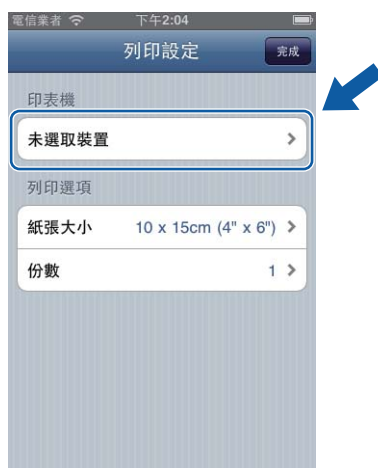 電信業者 下午2:04
列印設定 完成
印表機
未選取裝置
列印選項
紙張大小 10 x 15cm (4" x 6")
份數 1